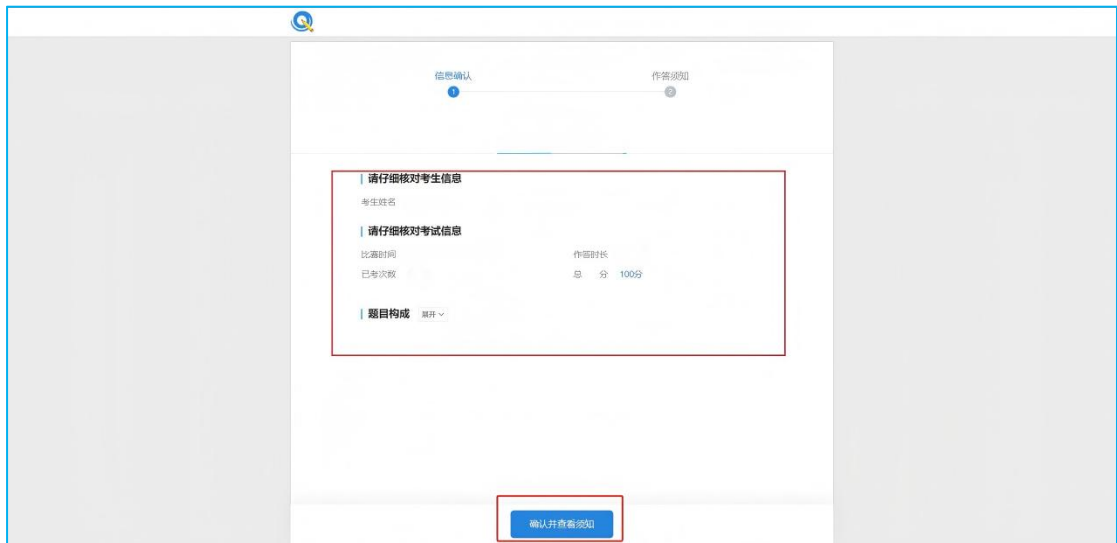 信息确认 作答须知
1 2
请仔细核对考生信息
考生姓名
请仔细核对考试信息
比赛时间 作答时长
已考次数 总 分 100分
题目构成 展开
确认并查看须知